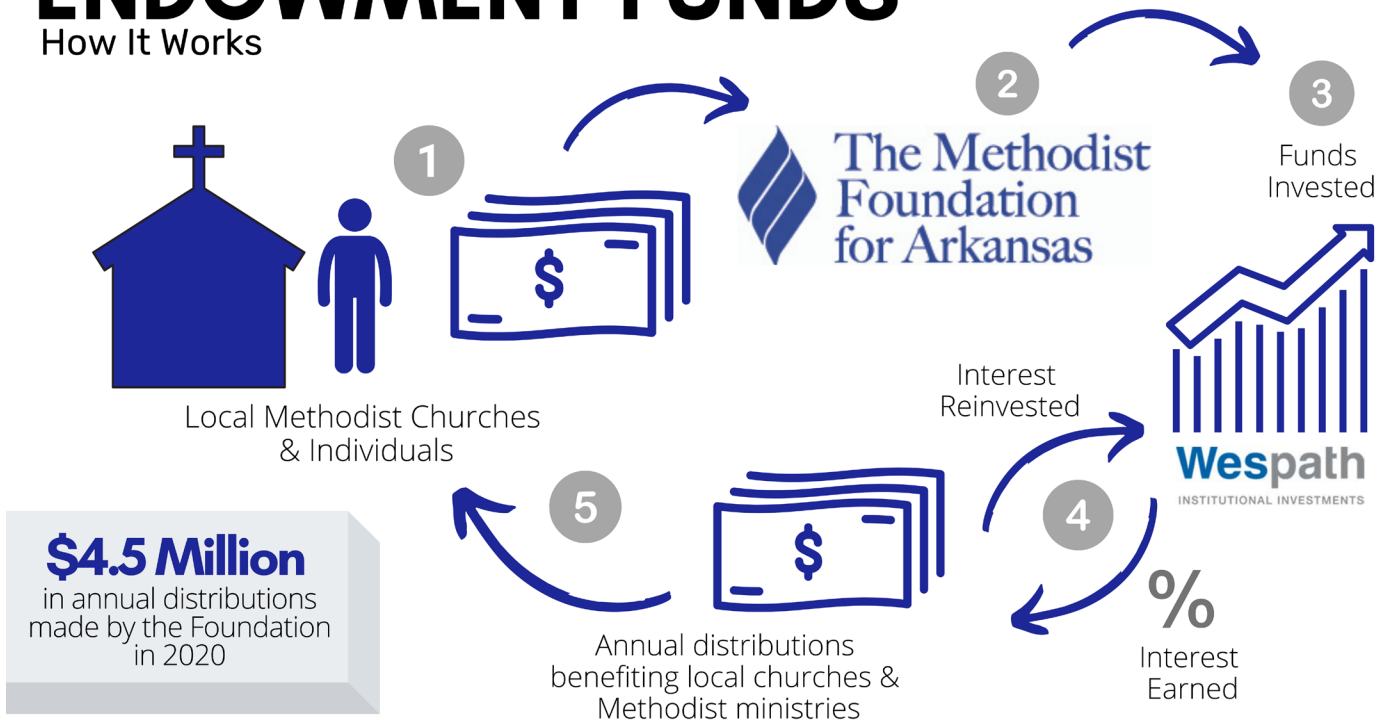 ENDOWMENT FUNDS
How It Works
1
$
Local Methodist Churches
& Individuals
2
The Methodist
Foundation
for Arkansas
3
Funds
Invested
Wespath
INSTITUTIONAL INVESTMENTS
Interest
Reinvested
4
%
Interest
Earned
5
$
Annual distributions
benefiting local churches &
Methodist ministries
$4.5 Million
in annual distributions
made by the Foundation
in 2020